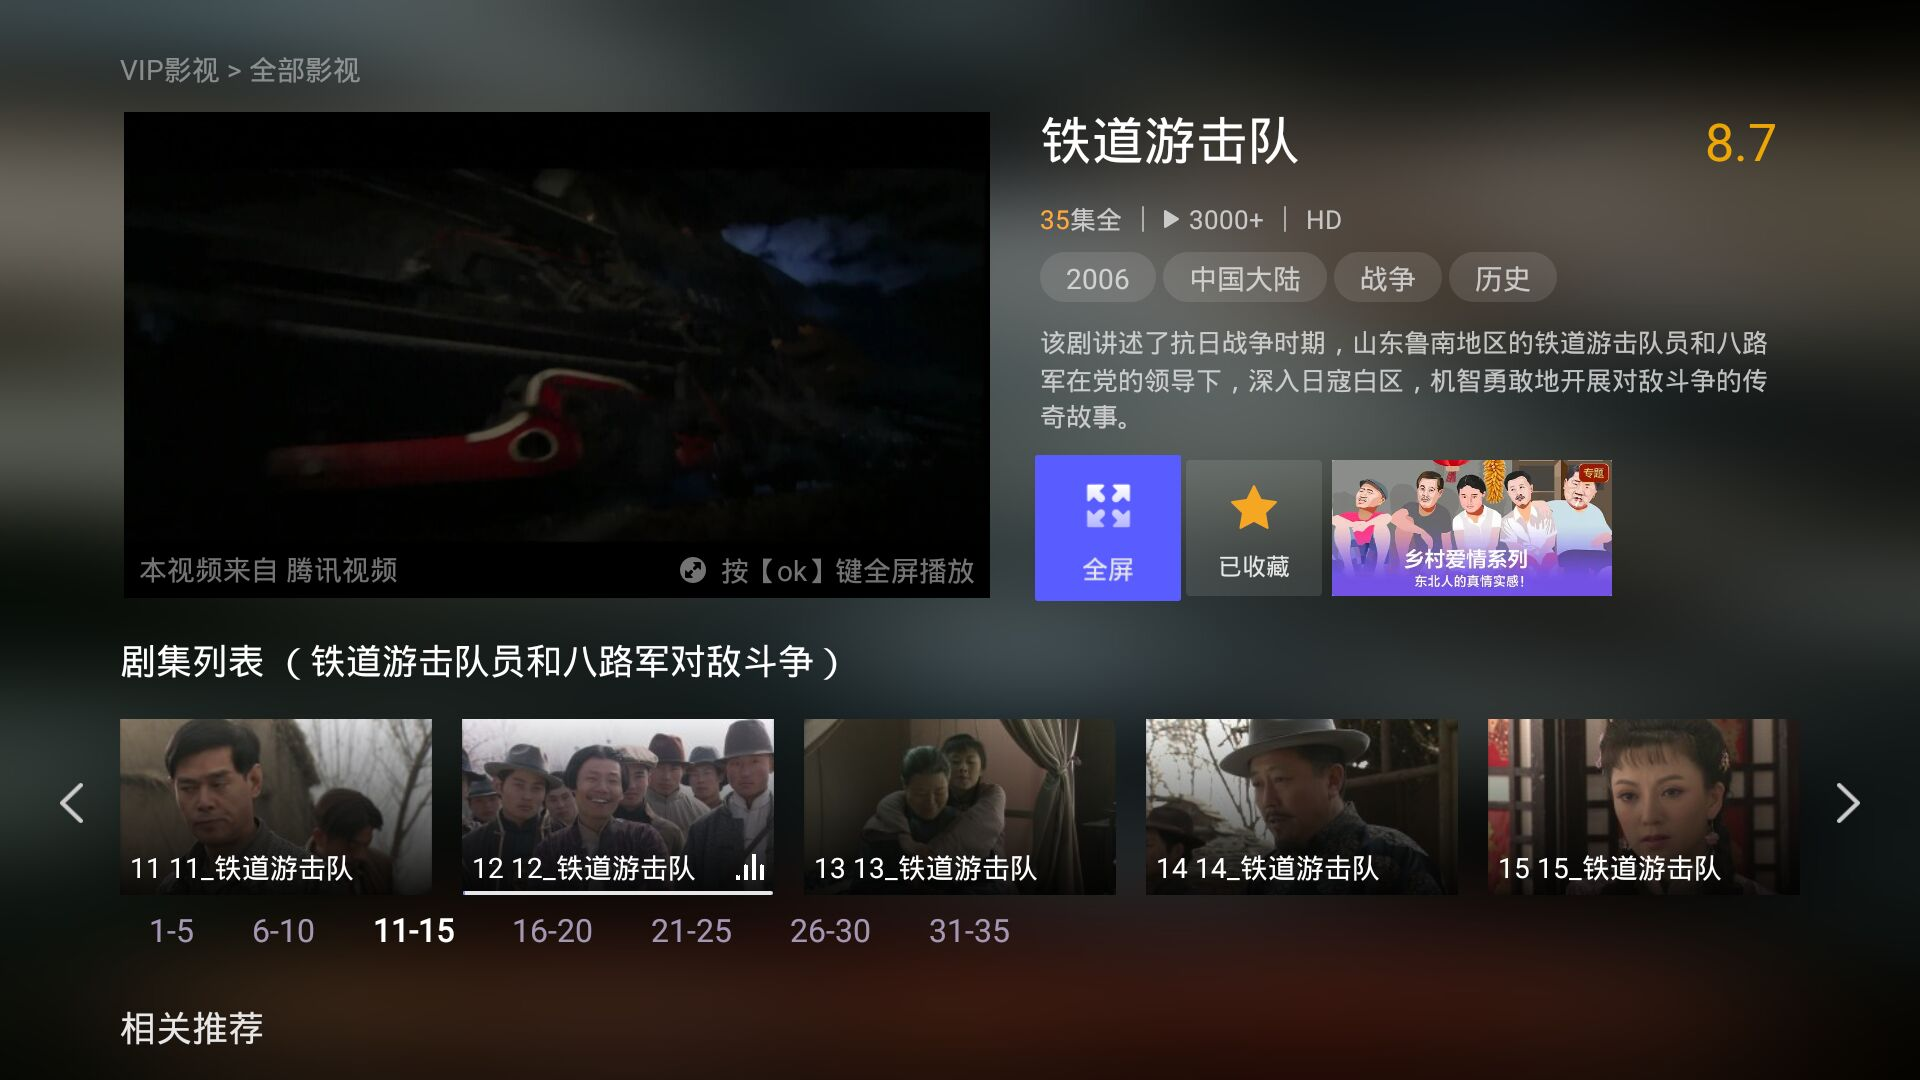 VIP影视 > 全部影视
铁道游击队
8.7
35集全 | 3000+ | HD
2006 中国大陆 战争 历史
该剧讲述了抗日战争时期，山东鲁南地区的铁道游击队员和八路
军在党的领导下，深入日寇白区，机智勇敢地开展对敌斗争的传
奇故事。
本视频来自 腾讯视频
按【ok】键全屏播放
全屏
已收藏
专题
乡村爱情系列
东北人的真情实感！
剧集列表 （铁道游击队员和八路军对敌斗争）
11 11_铁道游击队
12 12_铁道游击队
13 13_铁道游击队
14 14_铁道游击队
15 15_铁道游击队
1-5 6-10 11-15 16-20 21-25 26-30 31-35
相关推荐